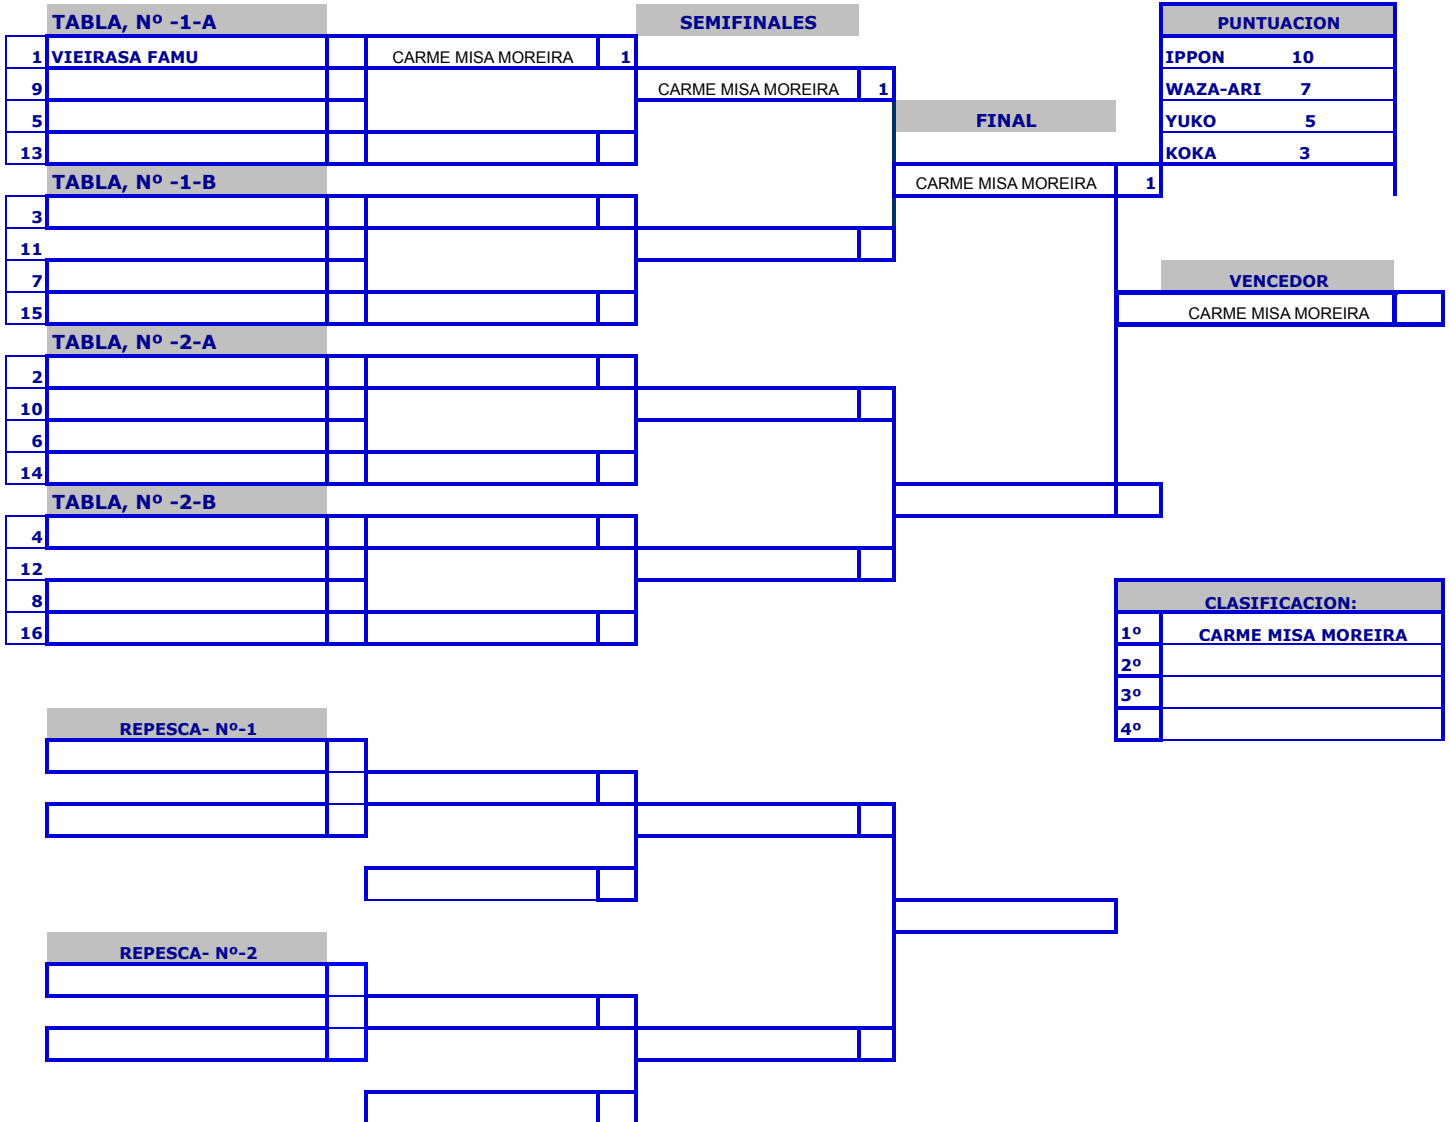 TABLA, Nº -1-A SEMIFINALES PUNTUACION
1 VIEIRASA FAMU CARME MISA MOREIRA 1 IPPON 10
9 CARME MISA MOREIRA 1 WAZA-ARI 7
5 FINAL YUKO 5
13 KOKA 3
TABLA, Nº -1-B CARME MISA MOREIRA 1
3
11
7 VENCEDOR
15 CARME MISA MOREIRA
TABLA, Nº -2-A
2
10
6
14
TABLA, Nº -2-B
4
12
8 CLASIFICACION:
16 1º CARME MISA MOREIRA
2º
3º
REPESCA- Nº-1 4º
REPESCA- Nº-2